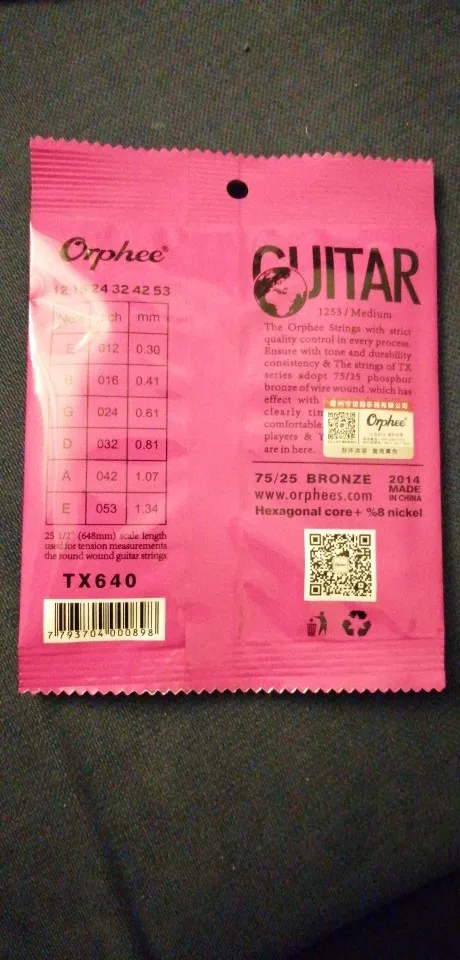 Orphee®
24 32 42 53
inch mm
E 012 0.30
B 016 0.41
G 024 0.61
D 032 0.81
A 042 1.07
E 053 1.34
25 1/2" (648mm) scale length
used for tension measurements
the round wound guitar strings
TX640
7 793704 000898
GUITAR
1253/Medium
The Orphee Strings with strict
quality control in every process.
Ensure with tone and durability
consistency & The strings of TX
series adopt 75/25 phosphor
bronze of wire wound .which has
effect with
clearly
comfortable
players &
are in here.
Orphee®
75/25 BRONZE
2014
MADE
IN CHINA
www.orphees.com
Hexagonal core+ %8 nickel